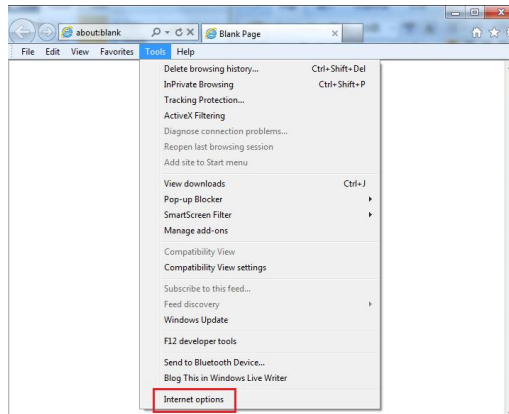 about:blank
Blank Page
File Edit View Favorites Tools Help
Delete browsing history... Ctrl+Shift+Del
InPrivate Browsing Ctrl+Shift+P
Tracking Protection...
ActiveX Filtering
Diagnose connection problems...
Reopen last browsing session
Add site to Start menu
View downloads Ctrl+J
Pop-up Blocker
SmartScreen Filter
Manage add-ons
Compatibility View
Compatibility View settings
Subscribe to this feed...
Feed discovery
Windows Update
F12 developer tools
Send to Bluetooth Device...
Blog This in Windows Live Writer
Internet options